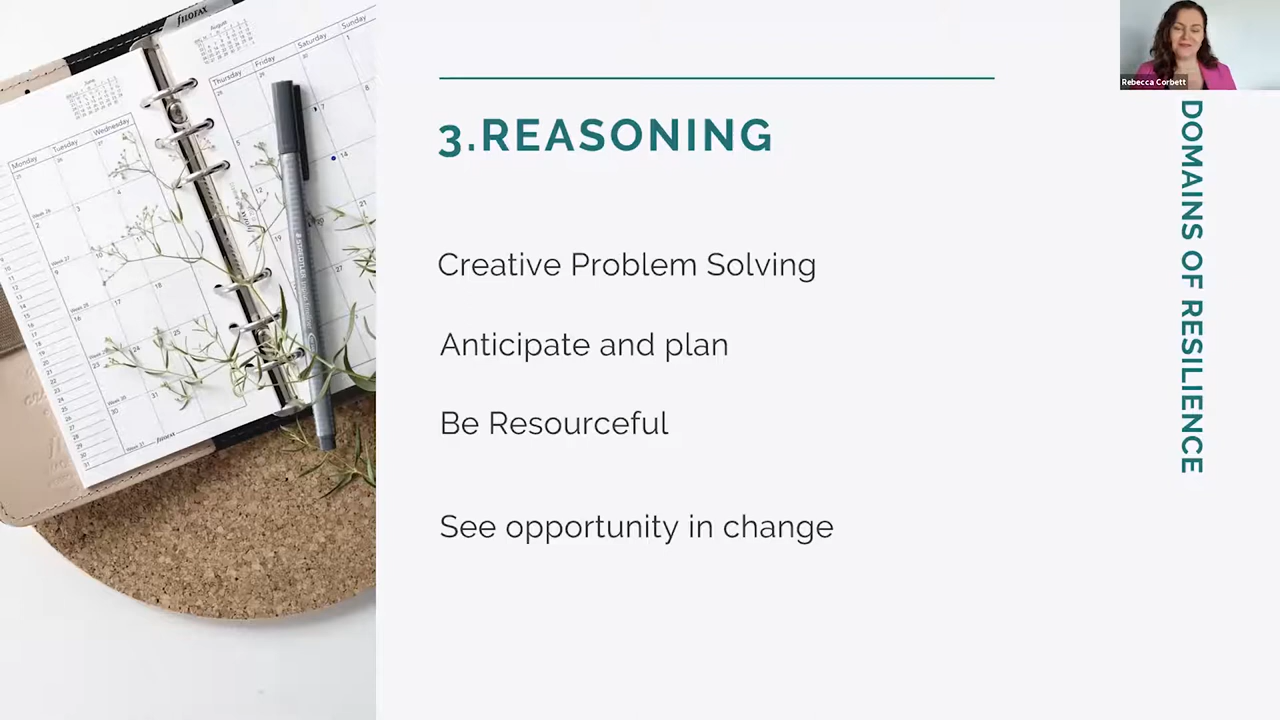 3.REASONING
Creative Problem Solving
Anticipate and plan
Be Resourceful
See opportunity in change
DOMAINS OF RESILIENCE
Rebecca Corbett
filofax
August
Thursday
Friday
Saturday
Sunday
Monday
Tuesday
Wednesday
STAEDTLER